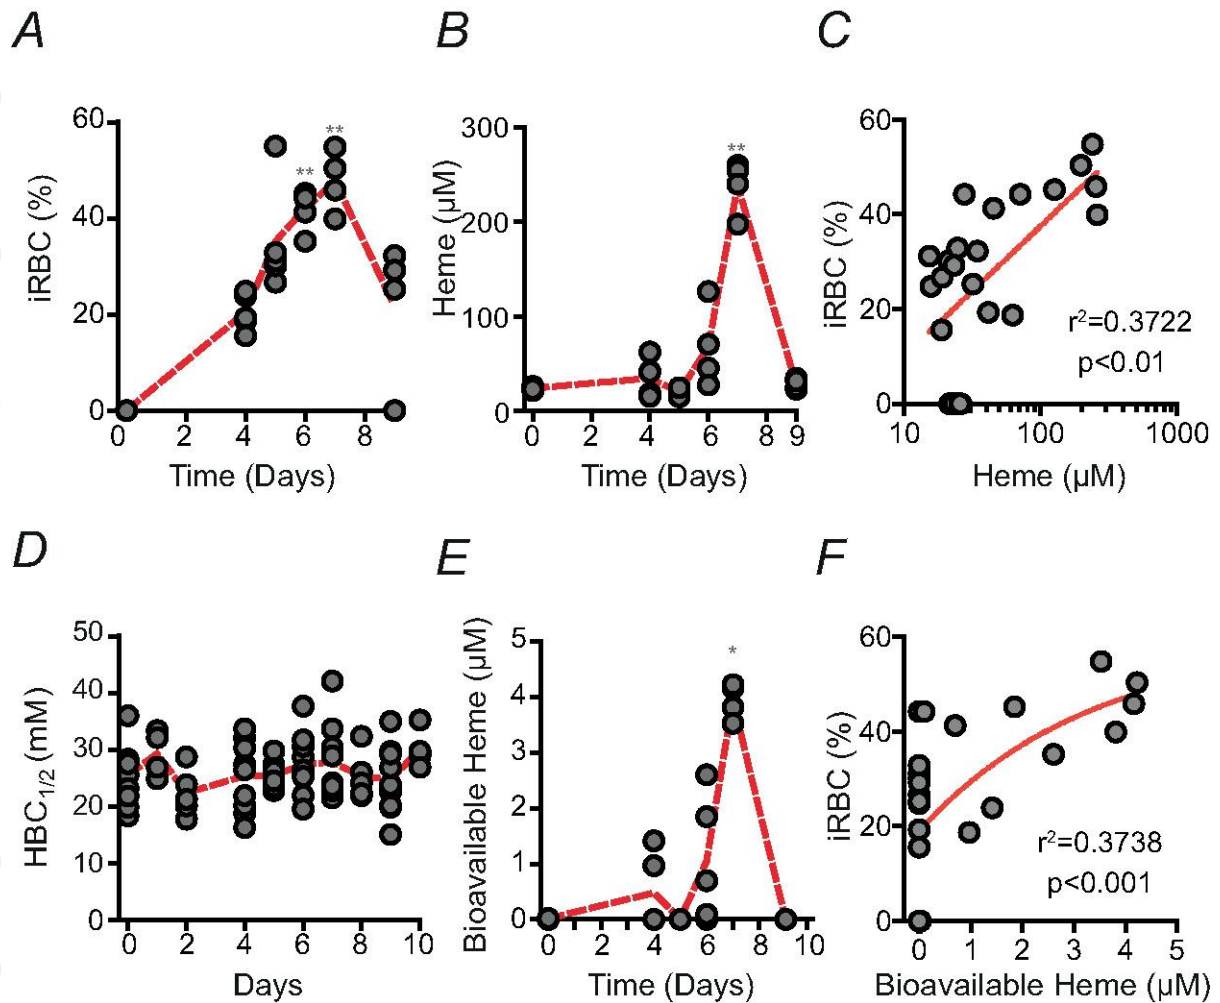 A
iRBC (%)
60
40
20
0
**
**
0 2 4 6 8
Time (Days)
B
Heme (µM)
300
200
100
0
**
0 2 4 6 8 9
Time (Days)
C
iRBC (%)
60
40
20
0
r²=0.3722
p<0.01
10 100 1000
Heme (µM)
D
HBC1/2 (mM)
50
40
30
20
10
0
0 2 4 6 8 10
Days
E
Bioavailable Heme (µM)
5
4
3
2
1
0
*
0 2 4 6 8 10
Time (Days)
F
iRBC (%)
60
40
20
0
r²=0.3738
p<0.001
0 1 2 3 4 5
Bioavailable Heme (µM)